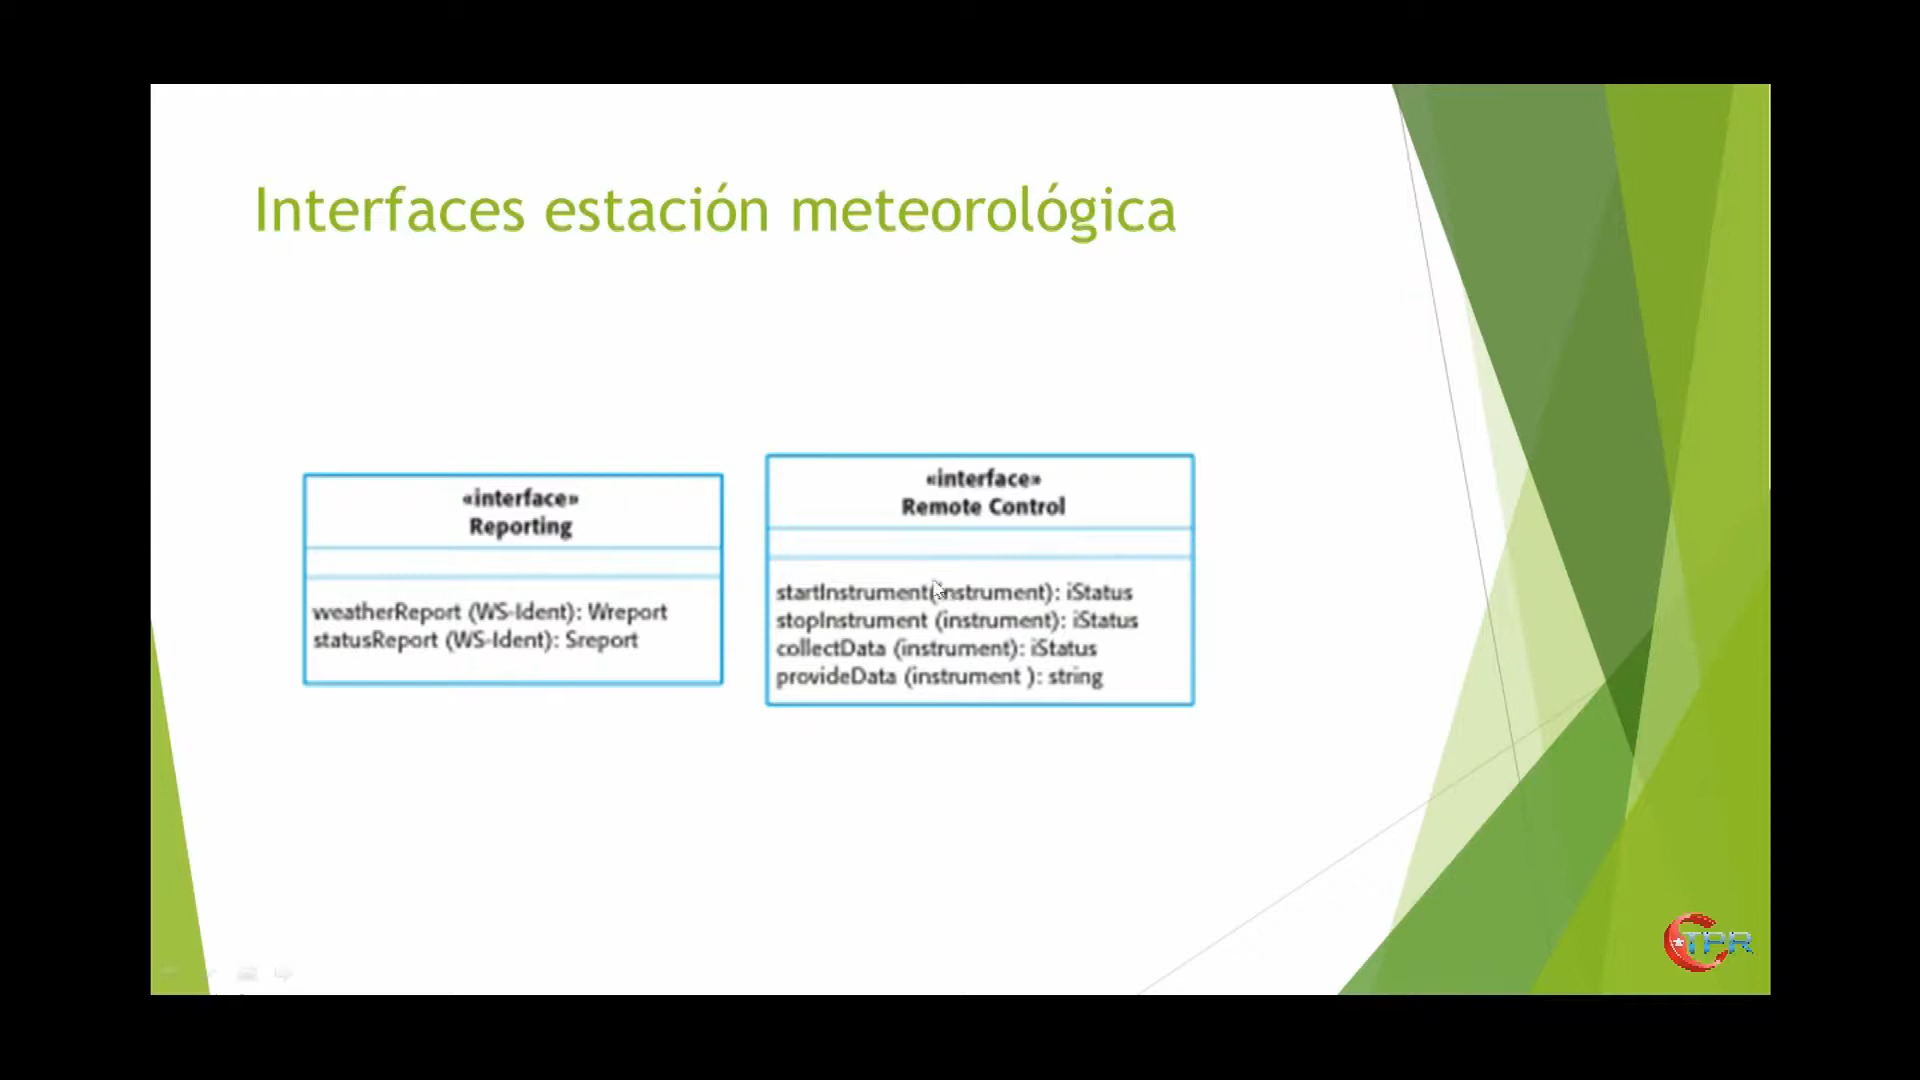 Interfaces estación meteorológica
«interface»
Reporting
weatherReport (WS-Ident): Wreport
statusReport (WS-Ident): Sreport
«interface»
Remote Control
startInstrument(instrument): iStatus
stopInstrument (instrument): iStatus
collectData (instrument): iStatus
provideData (instrument ): string
TPR